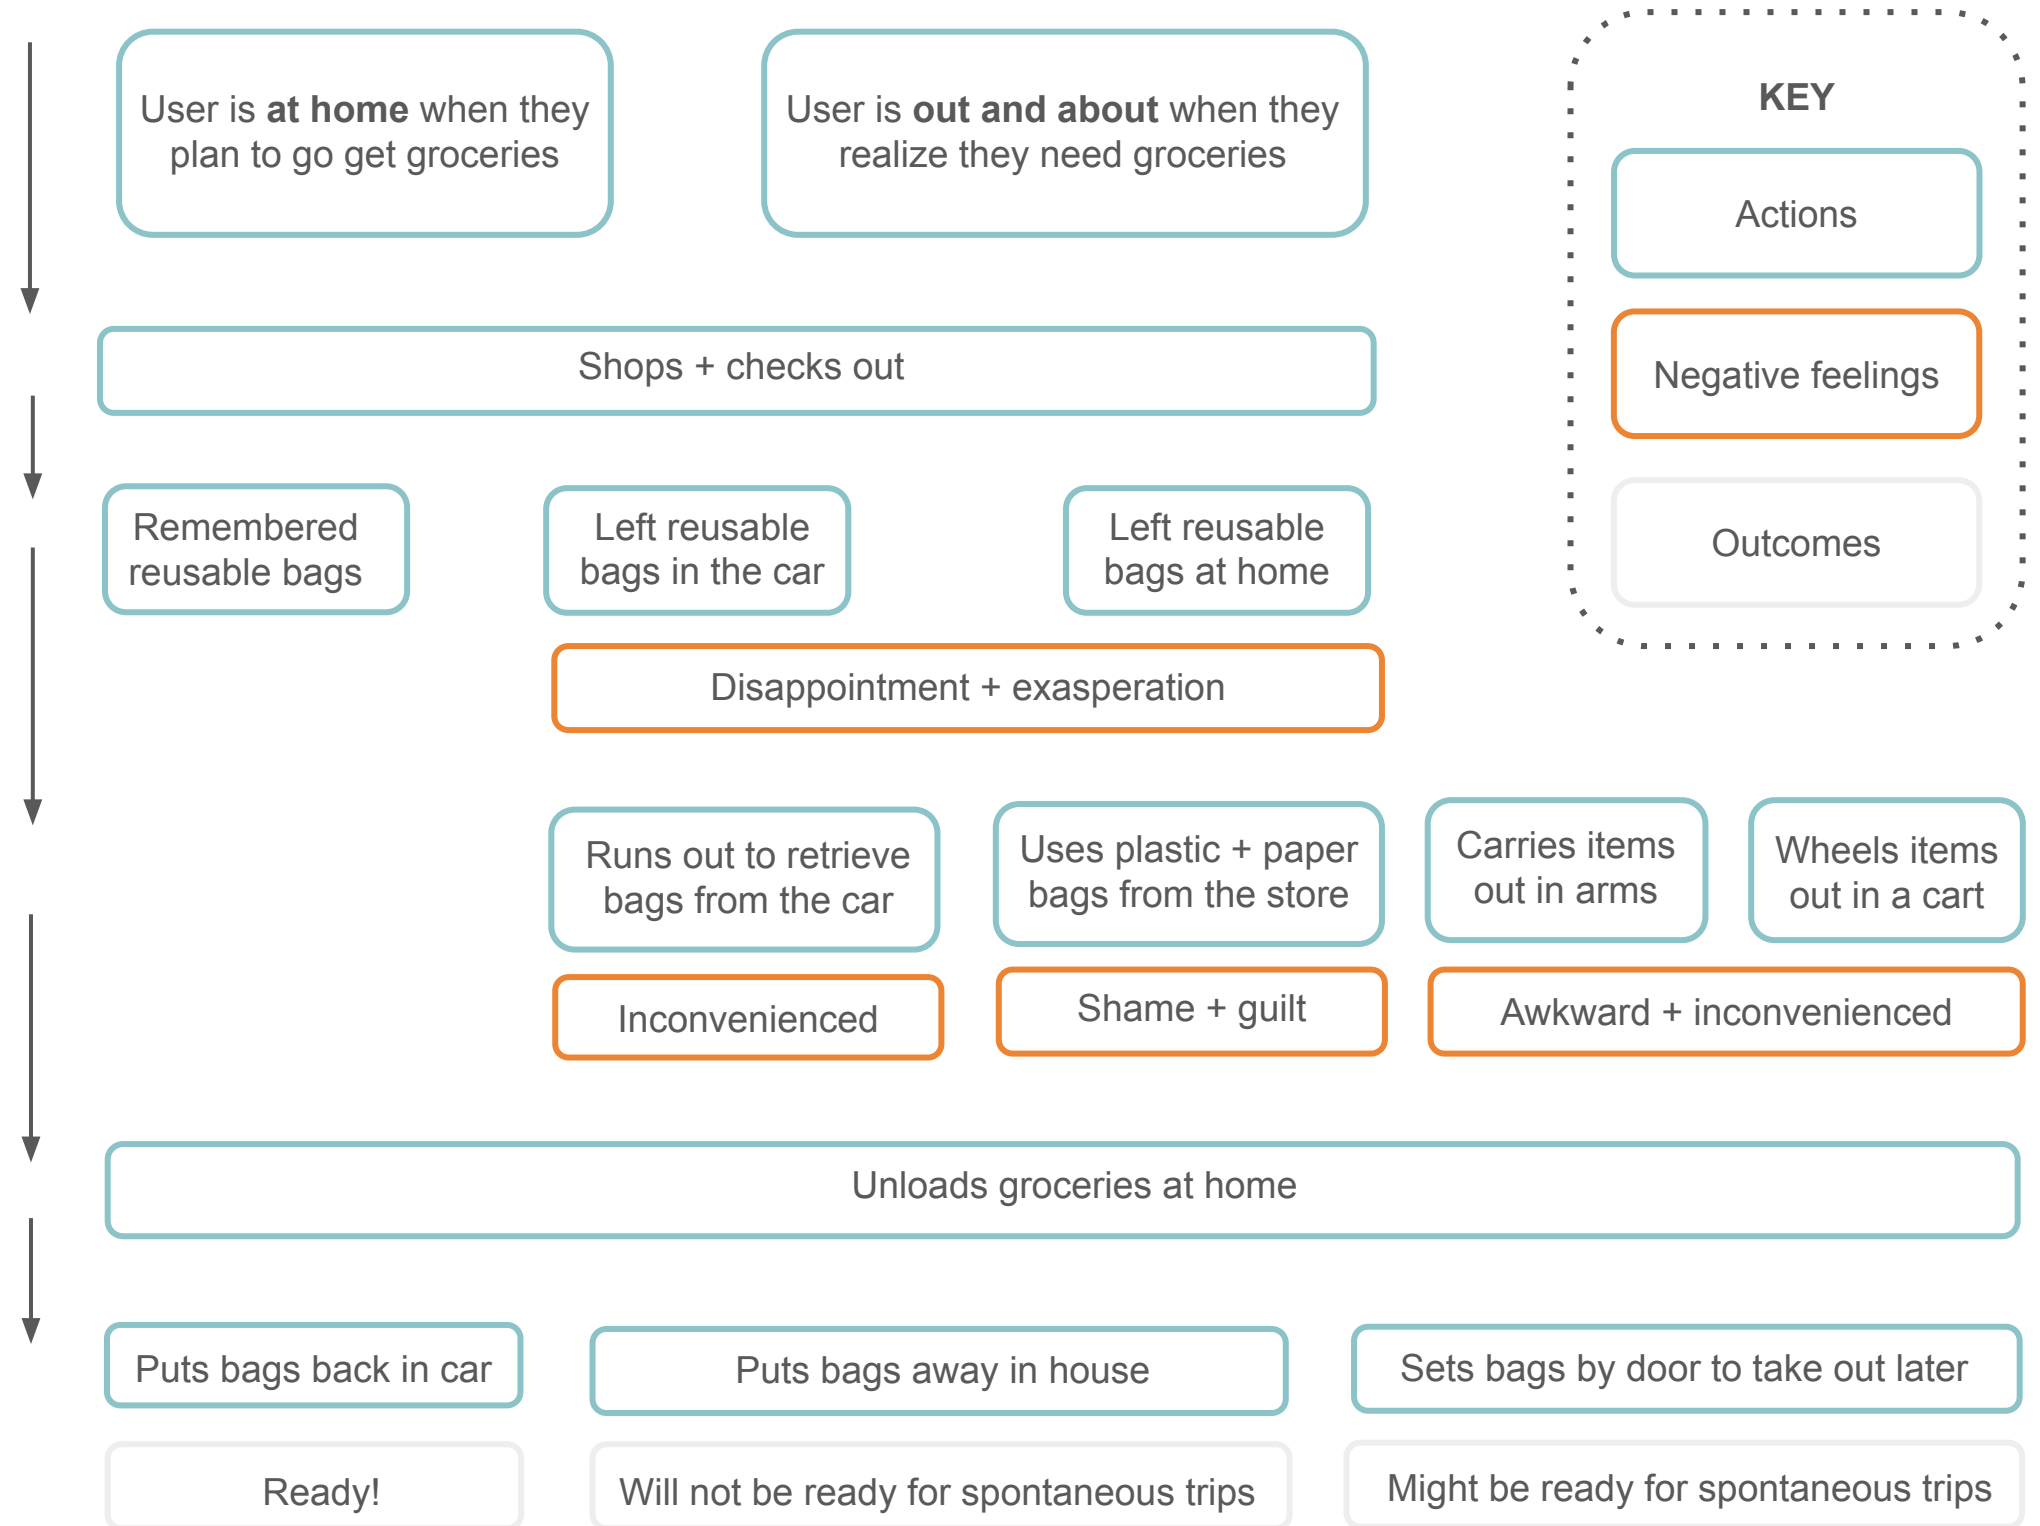 User is at home when they
plan to go get groceries
User is out and about when they
realize they need groceries
KEY
Actions
Negative feelings
Outcomes
Shops + checks out
Remembered
reusable bags
Left reusable
bags in the car
Left reusable
bags at home
Disappointment + exasperation
Runs out to retrieve
bags from the car
Uses plastic + paper
bags from the store
Carries items
out in arms
Wheels items
out in a cart
Inconvenienced
Shame + guilt
Awkward + inconvenienced
Unloads groceries at home
Puts bags back in car
Puts bags away in house
Sets bags by door to take out later
Ready!
Will not be ready for spontaneous trips
Might be ready for spontaneous trips